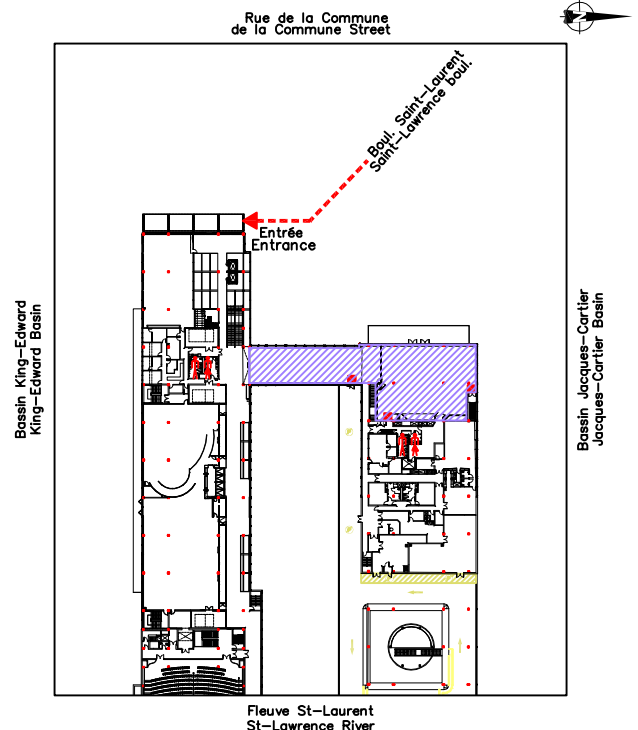 Rue de la Commune
de la Commune Street
Boul. Saint-Laurent
Saint-Lawrence boul.
Entrée
Entrance
Bassin King-Edward
King-Edward Basin
Bassin Jacques-Cartier
Jacques-Cartier Basin
Fleuve St-Laurent
St-Lawrence River